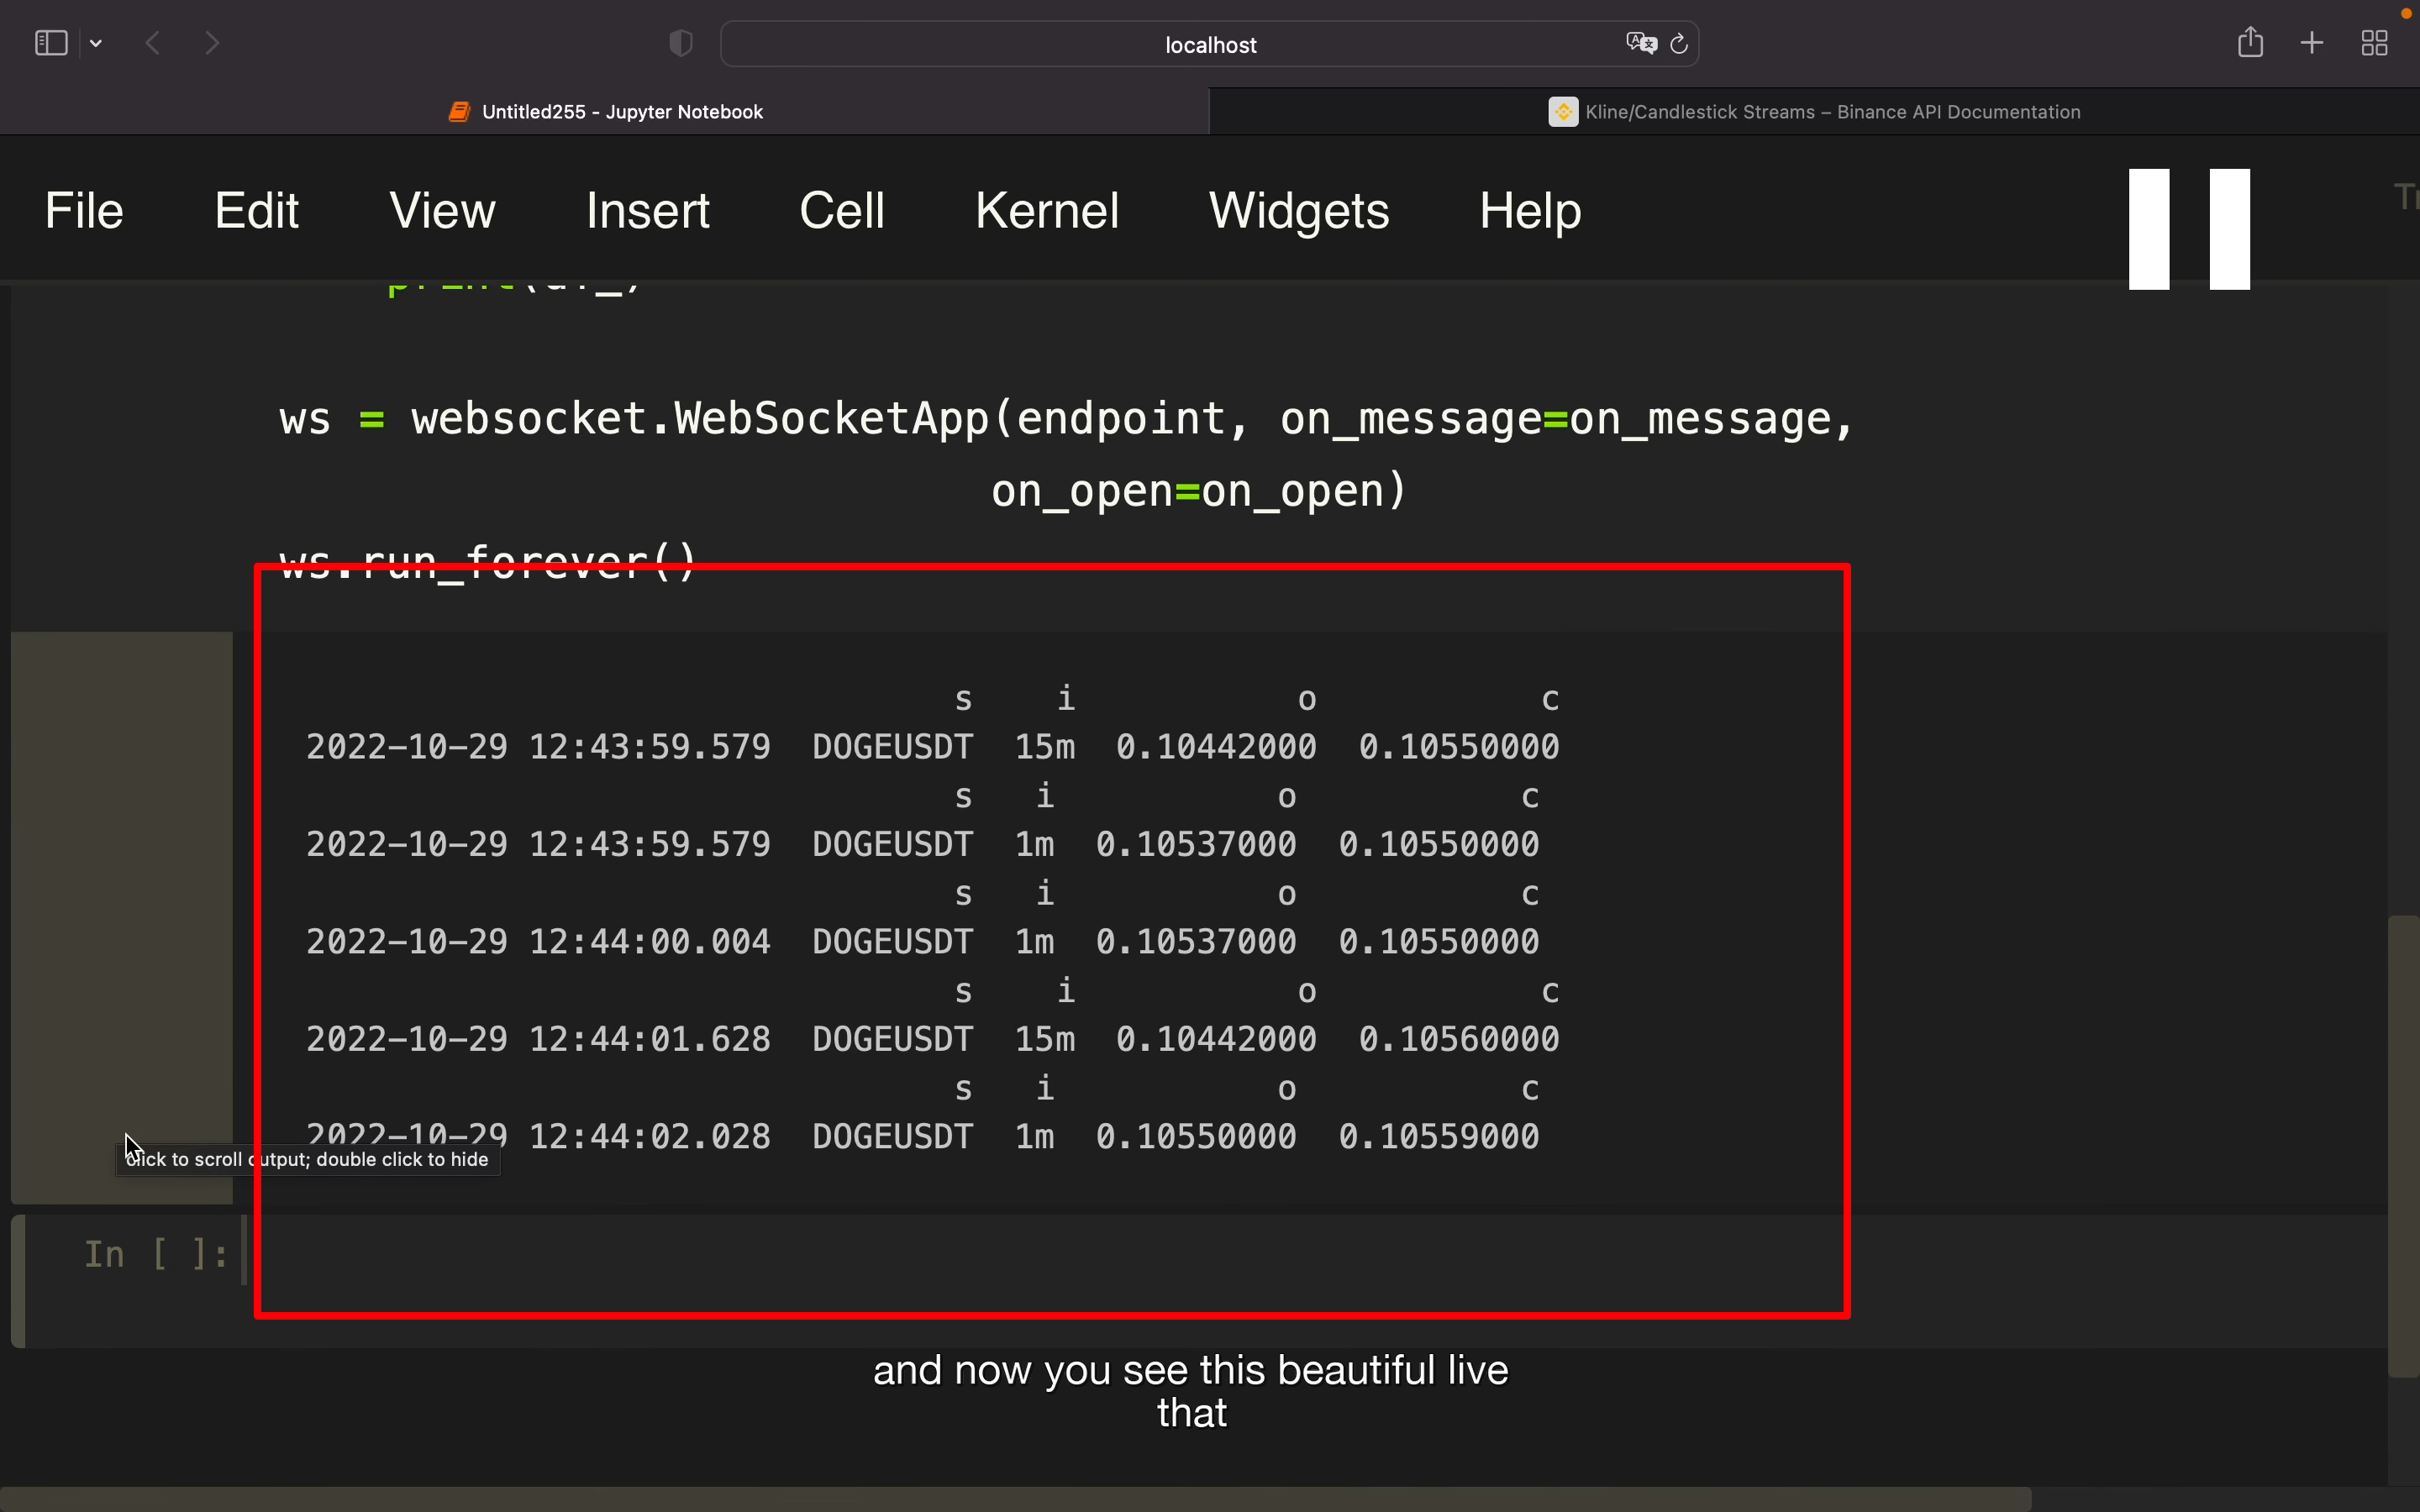 localhost
Untitled255 - Jupyter Notebook
Kline/Candlestick Streams – Binance API Documentation
File Edit View Insert Cell Kernel Widgets Help
ws = websocket.WebSocketApp(endpoint, on_message=on_message,
on_open=on_open)
ws.run_forever()
s i o c
2022-10-29 12:43:59.579 DOGEUSDT 15m 0.10442000 0.10550000
s i o c
2022-10-29 12:43:59.579 DOGEUSDT 1m 0.10537000 0.10550000
s i o c
2022-10-29 12:44:00.004 DOGEUSDT 1m 0.10537000 0.10550000
s i o c
2022-10-29 12:44:01.628 DOGEUSDT 15m 0.10442000 0.10560000
s i o c
2022-10-29 12:44:02.028 DOGEUSDT 1m 0.10550000 0.10559000
click to scroll output; double click to hide
In [ ]:
and now you see this beautiful live
that